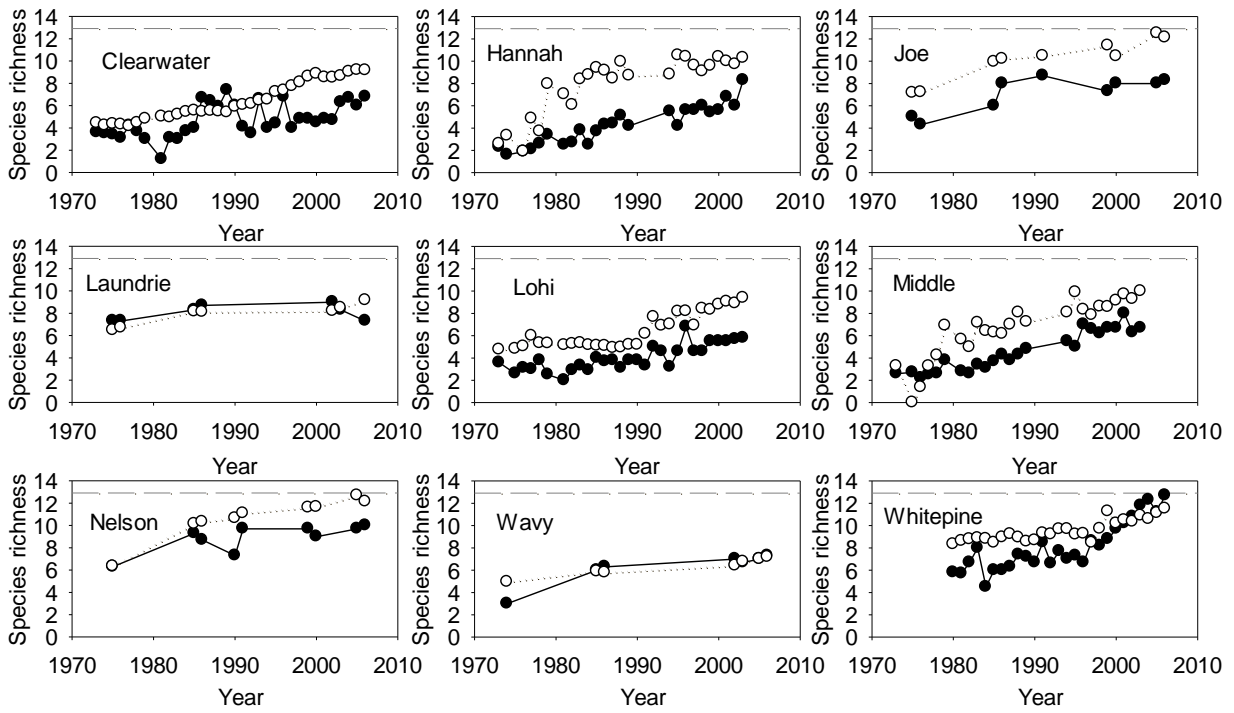 Species richness
14
12
10
8
6
4
2
0
Clearwater
1970 1980 1990 2000 2010
Year
Species richness
14
12
10
8
6
4
2
0
Hannah
1970 1980 1990 2000 2010
Year
Species richness
14
12
10
8
6
4
2
0
Joe
1970 1980 1990 2000 2010
Year
Species richness
14
12
10
8
6
4
2
0
Laundrie
1970 1980 1990 2000 2010
Year
Species richness
14
12
10
8
6
4
2
0
Lohi
1970 1980 1990 2000 2010
Year
Species richness
14
12
10
8
6
4
2
0
Middle
1970 1980 1990 2000 2010
Year
Species richness
14
12
10
8
6
4
2
0
Nelson
1970 1980 1990 2000 2010
Year
Species richness
14
12
10
8
6
4
2
0
Wavy
1970 1980 1990 2000 2010
Year
Species richness
14
12
10
8
6
4
2
0
Whitepine
1970 1980 1990 2000 2010
Year